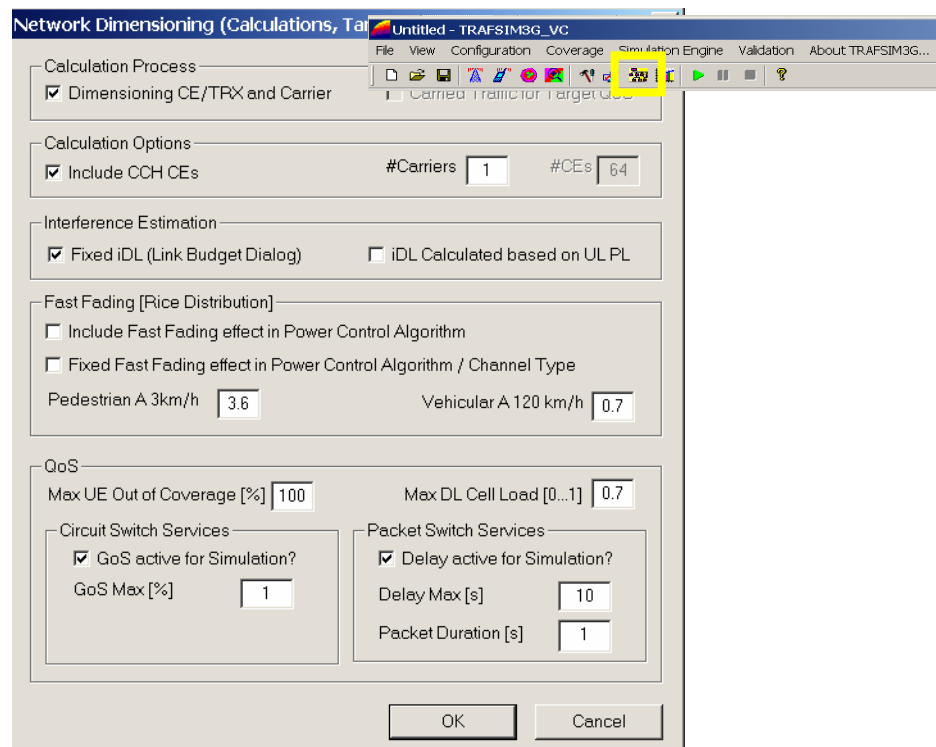 Network Dimensioning (Calculations, Tar
Untitled - TRAFSIM3G_VC
File View Configuration Coverage Simulation Engine Validation About TRAFSIM3G...
Calculation Process
Dimensioning CE/TRX and Carrier
Carried Traffic for Target QoS
Calculation Options
Include CCH CEs
#Carriers 1 #CEs 64
Interference Estimation
Fixed iDL (Link Budget Dialog) iDL Calculated based on UL PL
Fast Fading [Rice Distribution]
Include Fast Fading effect in Power Control Algorithm
Fixed Fast Fading effect in Power Control Algorithm / Channel Type
Pedestrian A 3km/h 3.6 Vehicular A 120 km/h 0.7
QoS
Max UE Out of Coverage [%] 100 Max DL Cell Load [0...1] 0.7
Circuit Switch Services
GoS active for Simulation?
GoS Max [%] 1
Packet Switch Services
Delay active for Simulation?
Delay Max [s] 10
Packet Duration [s] 1
OK Cancel